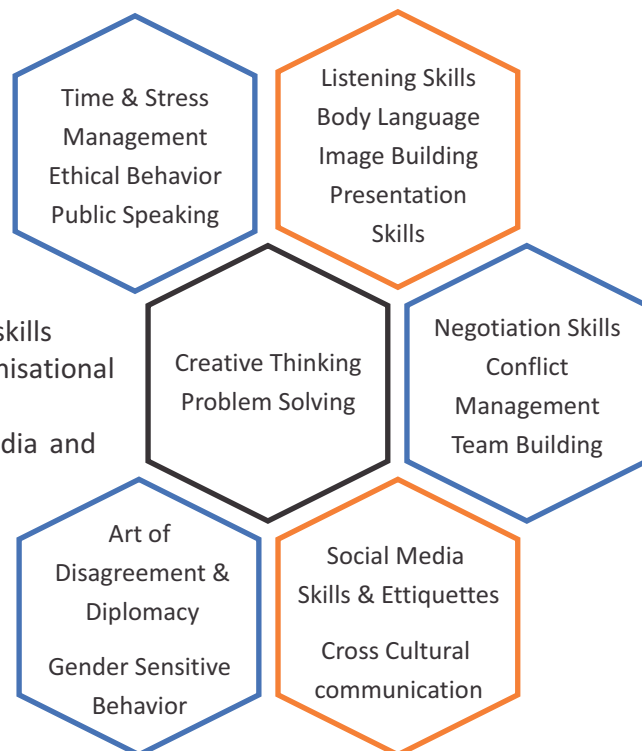 Time & Stress
Management
Ethical Behavior
Public Speaking
Listening Skills
Body Language
Image Building
Presentation
Skills
skills
nisational
dia and
Creative Thinking
Problem Solving
Negotiation Skills
Conflict
Management
Team Building
Art of
Disagreement &
Diplomacy
Gender Sensitive
Behavior
Social Media
Skills & Ettiquettes
Cross Cultural
communication